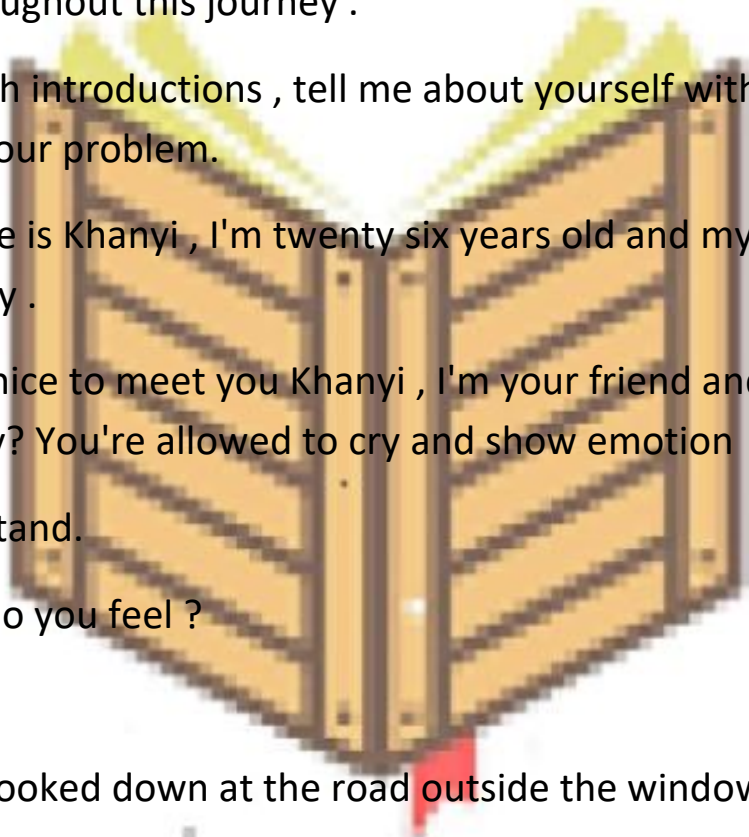 ughout this journey .
h introductions , tell me about yourself with
our problem.
e is Khanyi , I'm twenty six years old and my
y .
nice to meet you Khanyi , I'm your friend and
y? You're allowed to cry and show emotion
tand.
o you feel ?
ooked down at the road outside the window